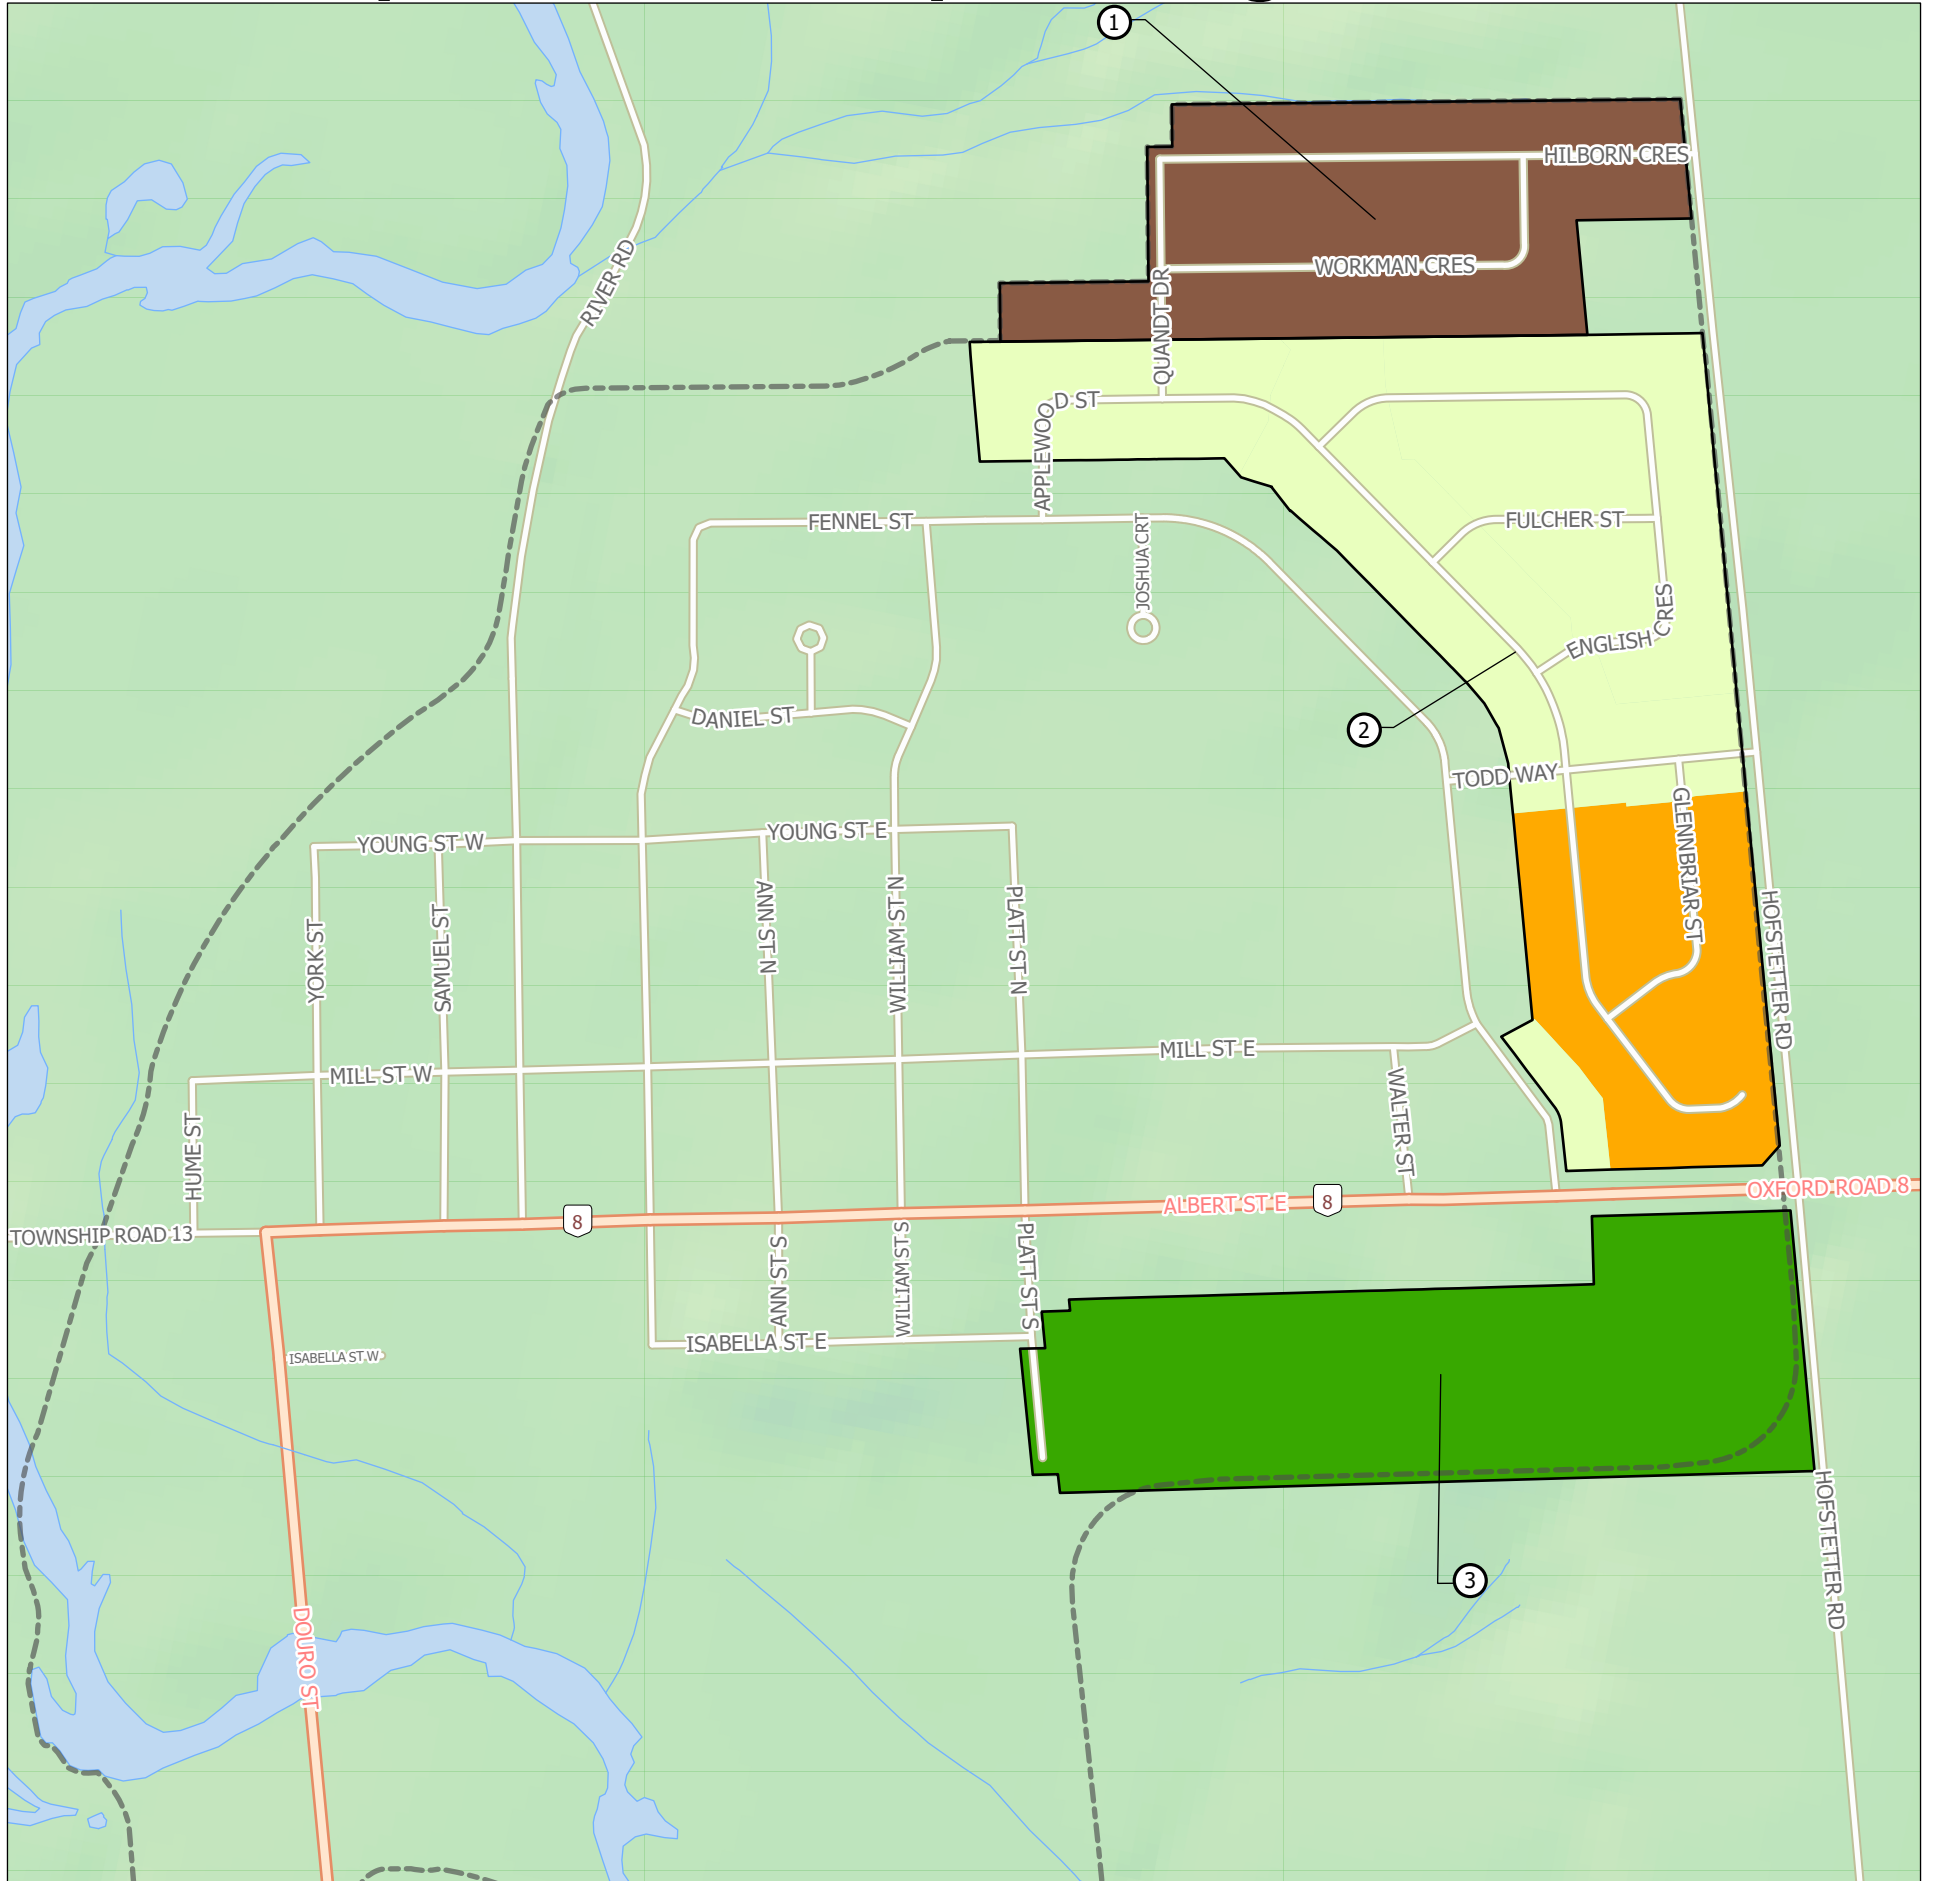 1
HILBORN CRES
RIVER RD
WORKMAN CRES
QUANDT DR
APPLEWOOD ST
FENNEL ST
JOSHUA CRT
FULCHER ST
ENGLISH CRES
DANIEL ST
2
TODD WAY
GLENNBRIAR ST
YOUNG ST W
YOUNG ST E
YORK ST
SAMUEL ST
ANN ST N
WILLIAM ST N
PLATT ST N
HOFSTETTER RD
MILL ST W
MILL ST E
HUME ST
WALTER ST
ALBERT ST E
8
8
OXFORD ROAD 8
TOWNSHIP ROAD 13
ANN ST S
WILLIAM ST S
PLATT ST S
ISABELLA ST E
ISABELLA ST W
HOFSTETTER RD
3
DOURO ST